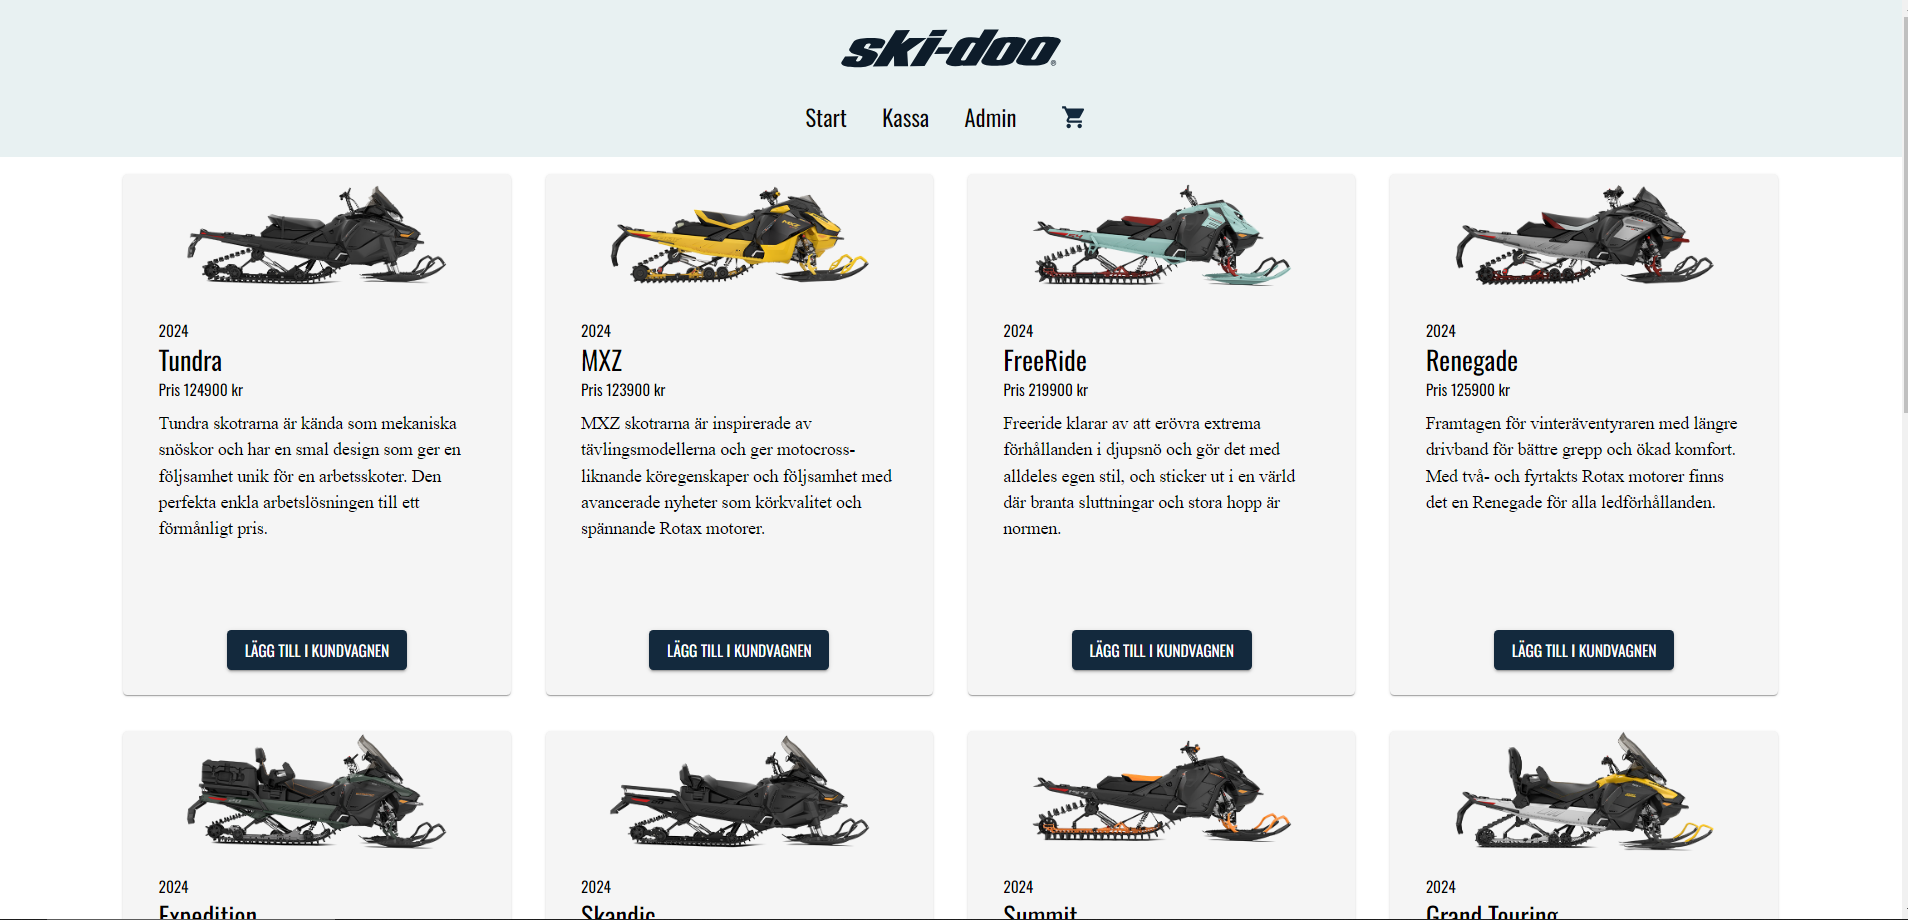 ski-doo
Start Kassa Admin
2024
Tundra
Pris 124900 kr
Tundra skotrarna är kända som mekaniska
snöskor och har en smal design som ger en
följsamhet unik för en arbetsskoter. Den
perfekta enkla arbetslösningen till ett
förmånligt pris.
LÄGG TILL I KUNDVAGNEN
2024
MXZ
Pris 123900 kr
MXZ skotrarna är inspirerade av
tävlingsmodellerna och ger motocross-
liknande köregenskaper och följsamhet med
avancerade nyheter som körkvalitet och
spännande Rotax motorer.
LÄGG TILL I KUNDVAGNEN
2024
FreeRide
Pris 219900 kr
Freeride klarar av att erövra extrema
förhållanden i djupsnö och gör det med
alldeles egen stil, och sticker ut i en värld
där branta sluttningar och stora hopp är
normen.
LÄGG TILL I KUNDVAGNEN
2024
Renegade
Pris 125900 kr
Framtagen för vinteräventyraren med längre
drivband för bättre grepp och ökad komfort.
Med två- och fyrtakts Rotax motorer finns
det en Renegade för alla ledförhållanden.
LÄGG TILL I KUNDVAGNEN
2024
Expedition
2024
Skandic
2024
Summit
2024
Grand Touring